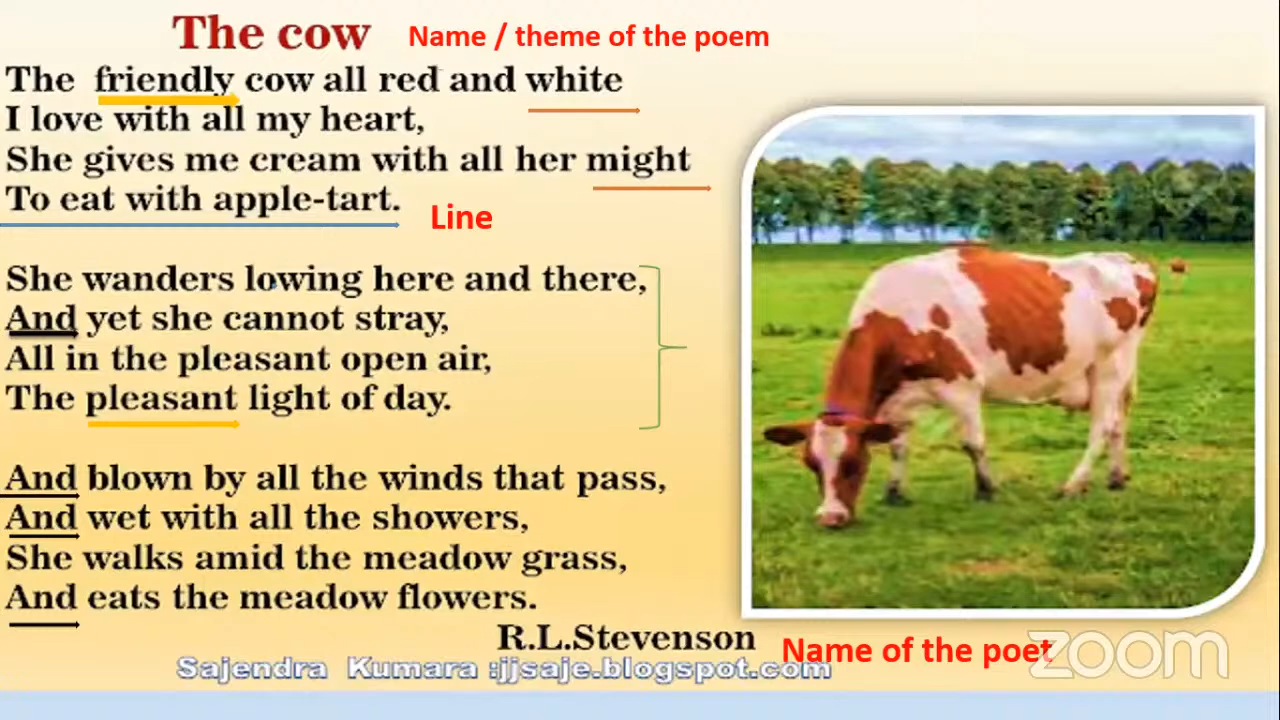 The cow Name / theme of the poem
The friendly cow all red and white
I love with all my heart,
She gives me cream with all her might
To eat with apple-tart.
Line
She wanders lowing here and there,
And yet she cannot stray,
All in the pleasant open air,
The pleasant light of day.
And blown by all the winds that pass,
And wet with all the showers,
She walks amid the meadow grass,
And eats the meadow flowers.
R.L.Stevenson
Name of the poet
zoom
Sajendra Kumara :jjsaje.blogspot.com